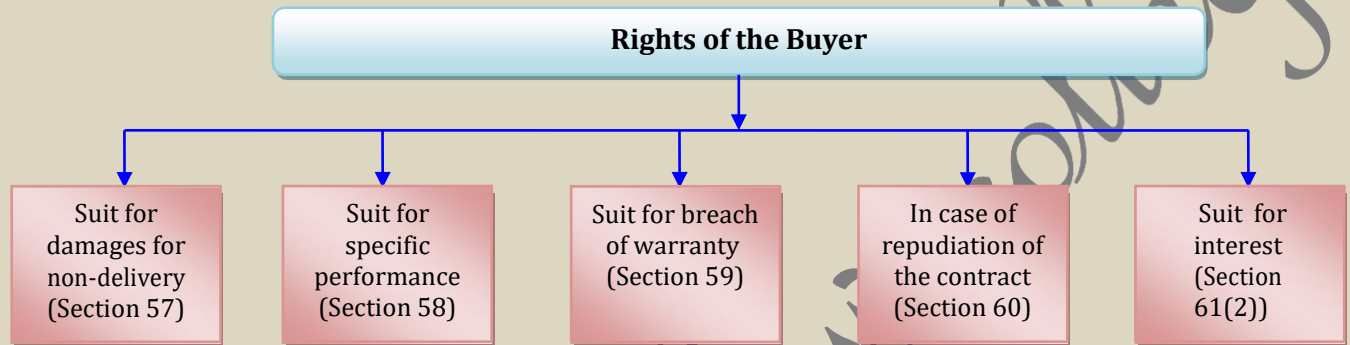 Rights of the Buyer
Suit for
damages for
non-delivery
(Section 57)
Suit for
specific
performance
(Section 58)
Suit for breach
of warranty
(Section 59)
In case of
repudiation of
the contract
(Section 60)
Suit for
interest
(Section
61(2))